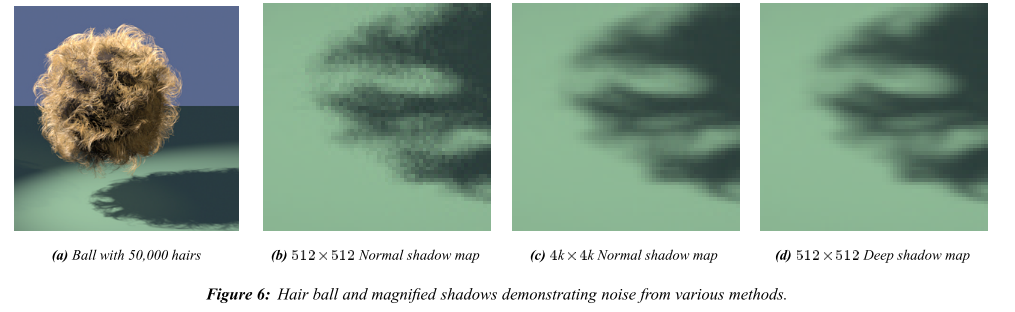 (a) Ball with 50,000 hairs
(b) 512×512 Normal shadow map
(c) 4k×4k Normal shadow map
(d) 512×512 Deep shadow map
Figure 6: Hair ball and magnified shadows demonstrating noise from various methods.